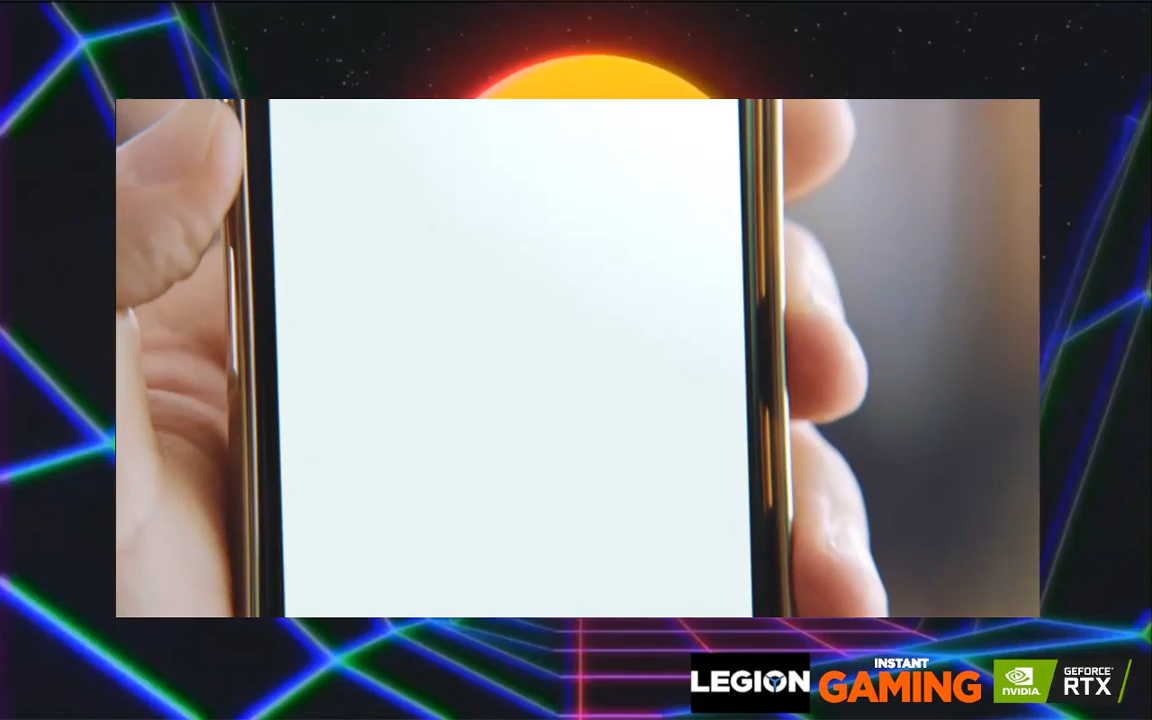 LEGION
INSTANT
GAMING
NVIDIA
GEFORCE
RTX